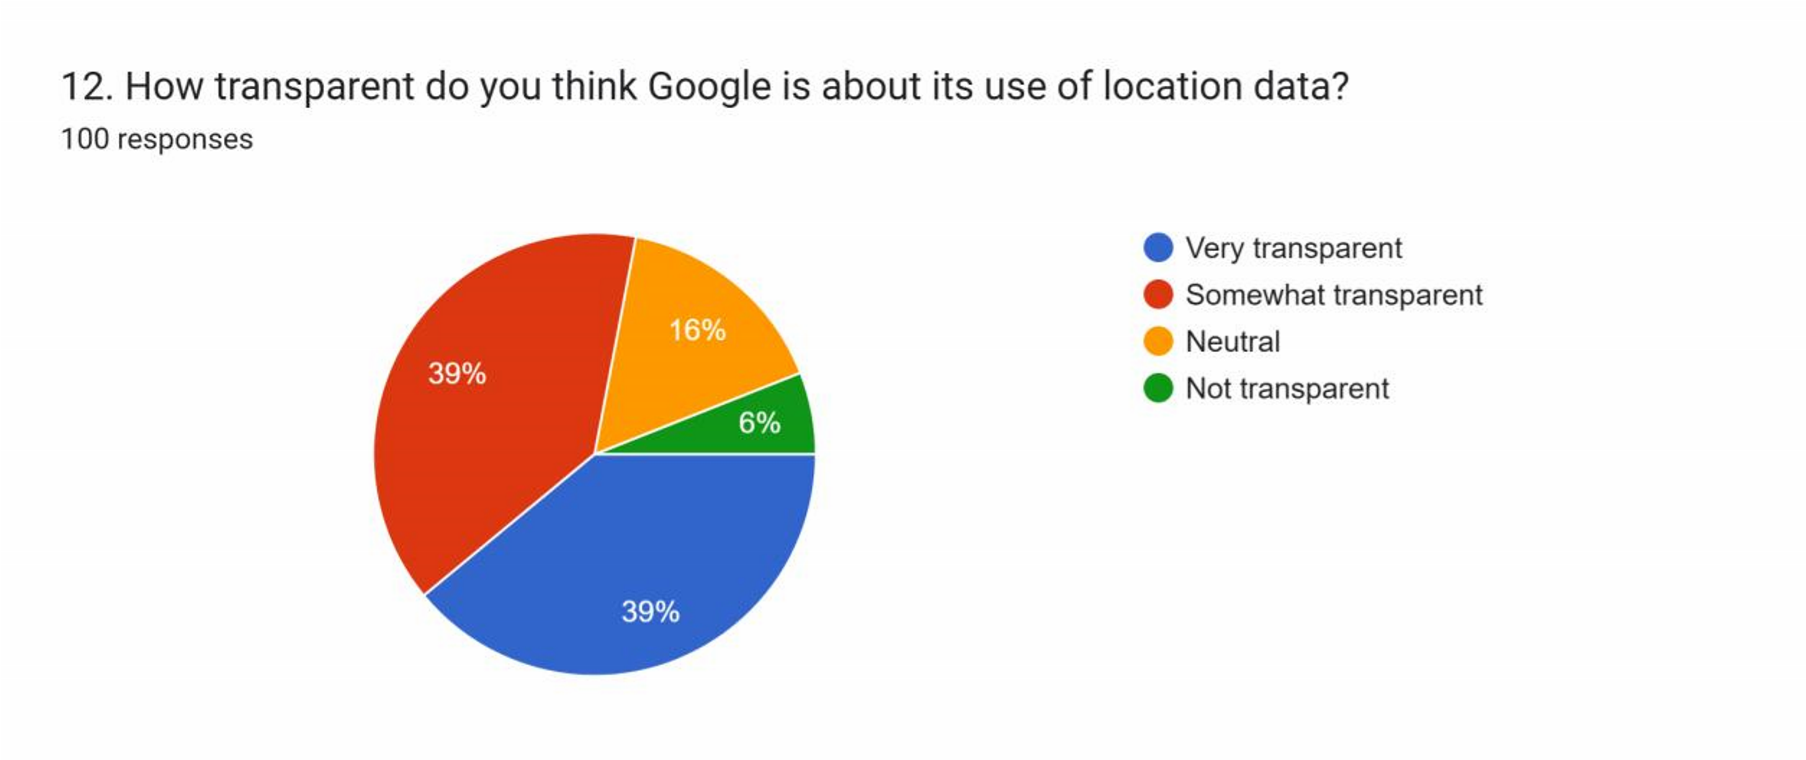 12. How transparent do you think Google is about its use of location data?
100 responses
Very transparent
Somewhat transparent
Neutral
Not transparent
16%
39%
6%
39%